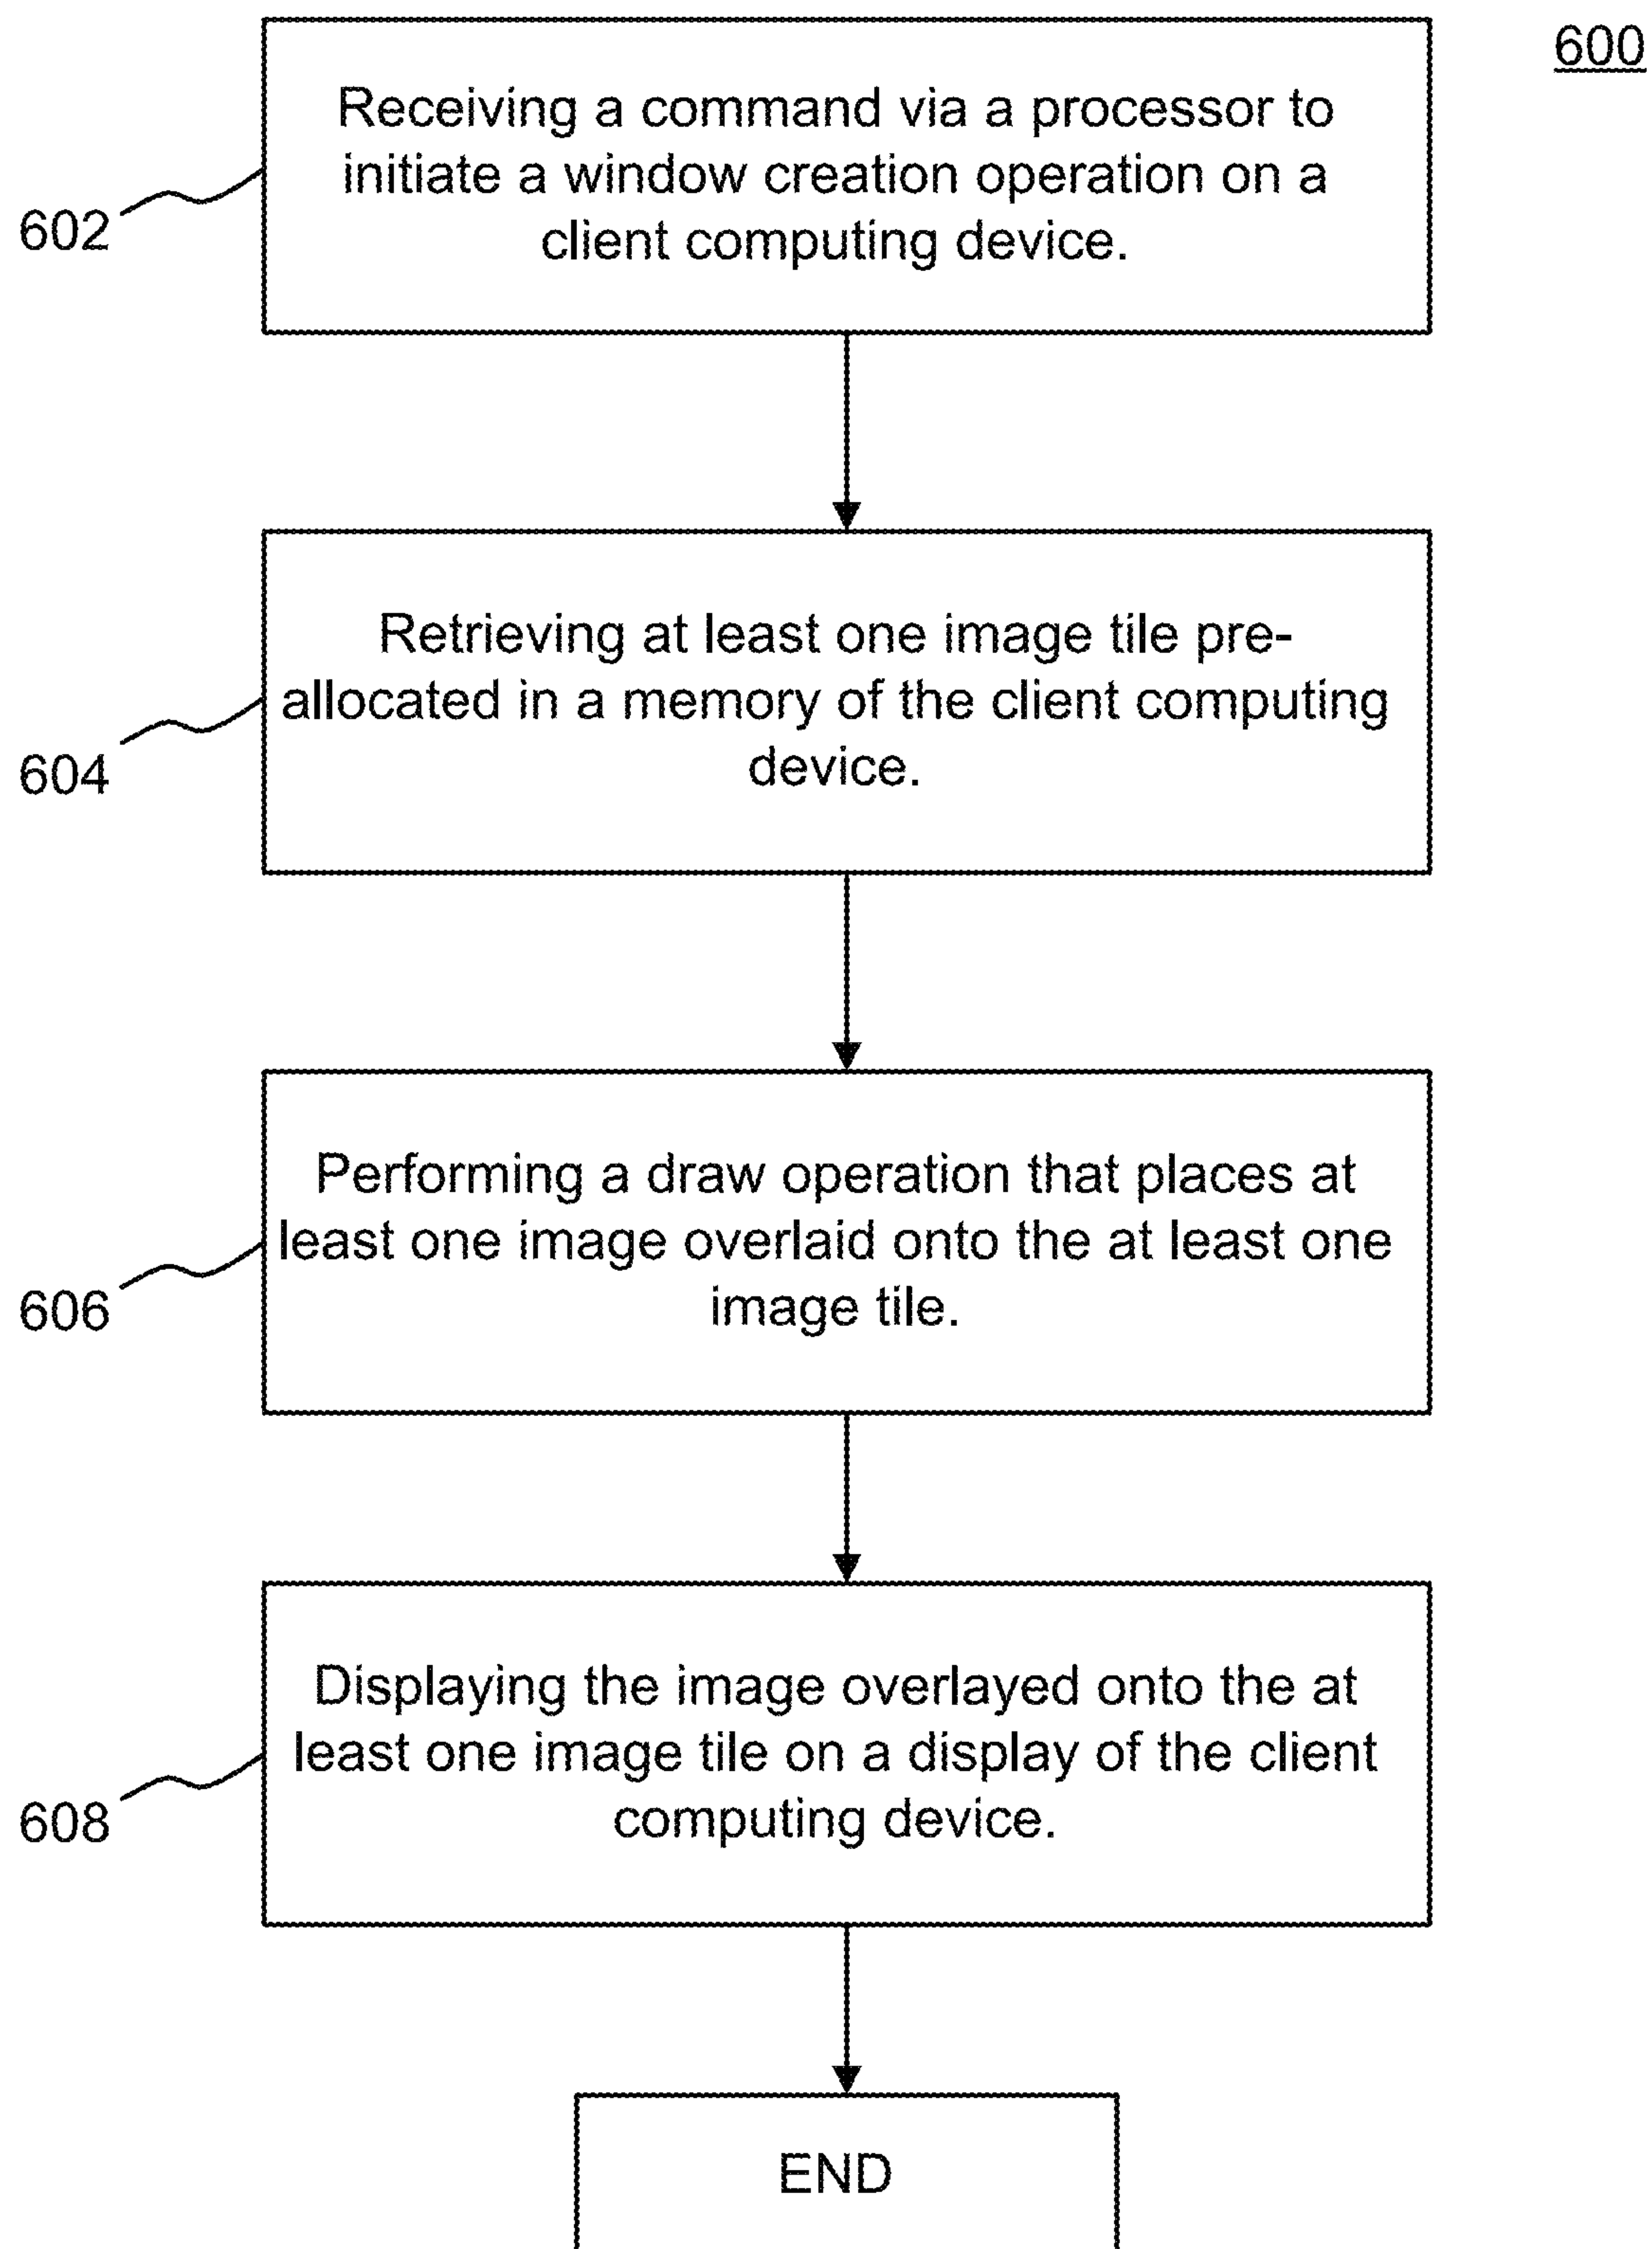 600
Receiving a command via a processor to
initiate a window creation operation on a
client computing device.
602
Retrieving at least one image tile pre-
allocated in a memory of the client computing
device.
604
Performing a draw operation that places at
least one image overlaid onto the at least one
image tile.
606
Displaying the image overlayed onto the at
least one image tile on a display of the client
computing device.
608
END